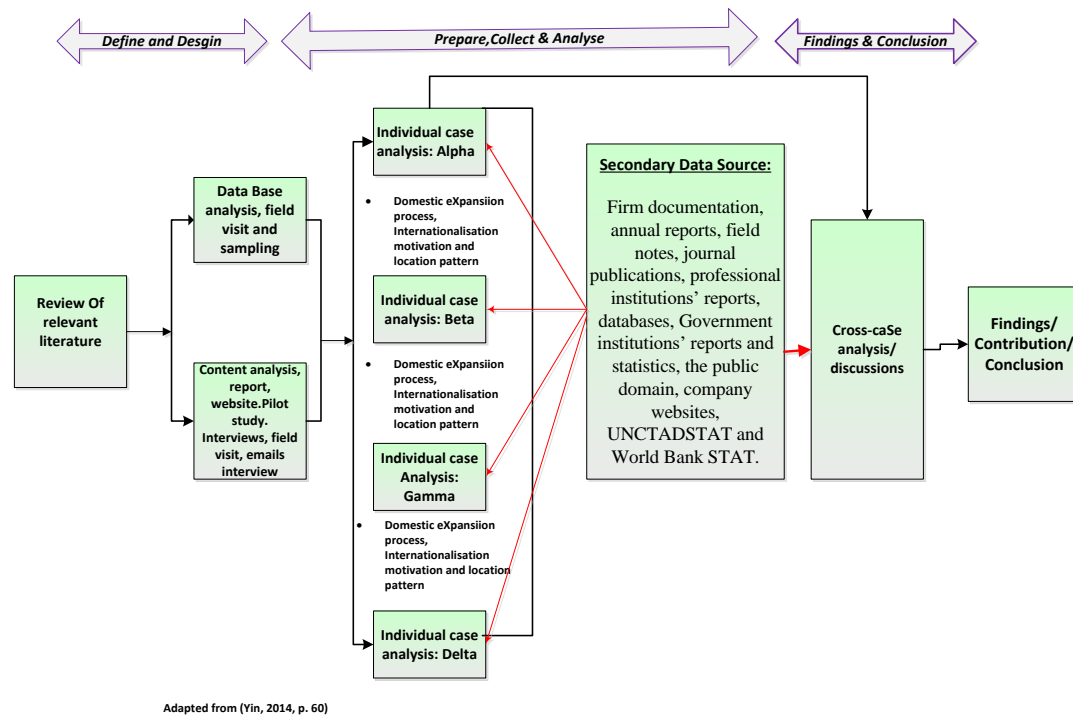 Define and Desgin
Prepare,Collect & Analyse
Findings & Conclusion
Review Of
relevant
literature
Data Base
analysis, field
visit and
sampling
Content analysis,
report,
website.Pilot
study.
Interviews, field
visit, emails
interview
Individual case
analysis: Alpha
• Domestic eXpansiion
process,
Internationalisation
motivation and
location pattern
Individual case
analysis: Beta
• Domestic eXpansiion
process,
Internationalisation
motivation and
location pattern
Individual case
Analysis:
Gamma
• Domestic eXpansiion
process,
Internationalisation
motivation and location
pattern
Individual case
analysis: Delta
Secondary Data Source:
Firm documentation,
annual reports, field
notes, journal
publications, professional
institutions’ reports,
databases, Government
institutions’ reports and
statistics, the public
domain, company
websites,
UNCTADSTAT and
World Bank STAT.
Cross-caSe
analysis/
discussions
Findings/
Contribution/
Conclusion
Adapted from (Yin, 2014, p. 60)